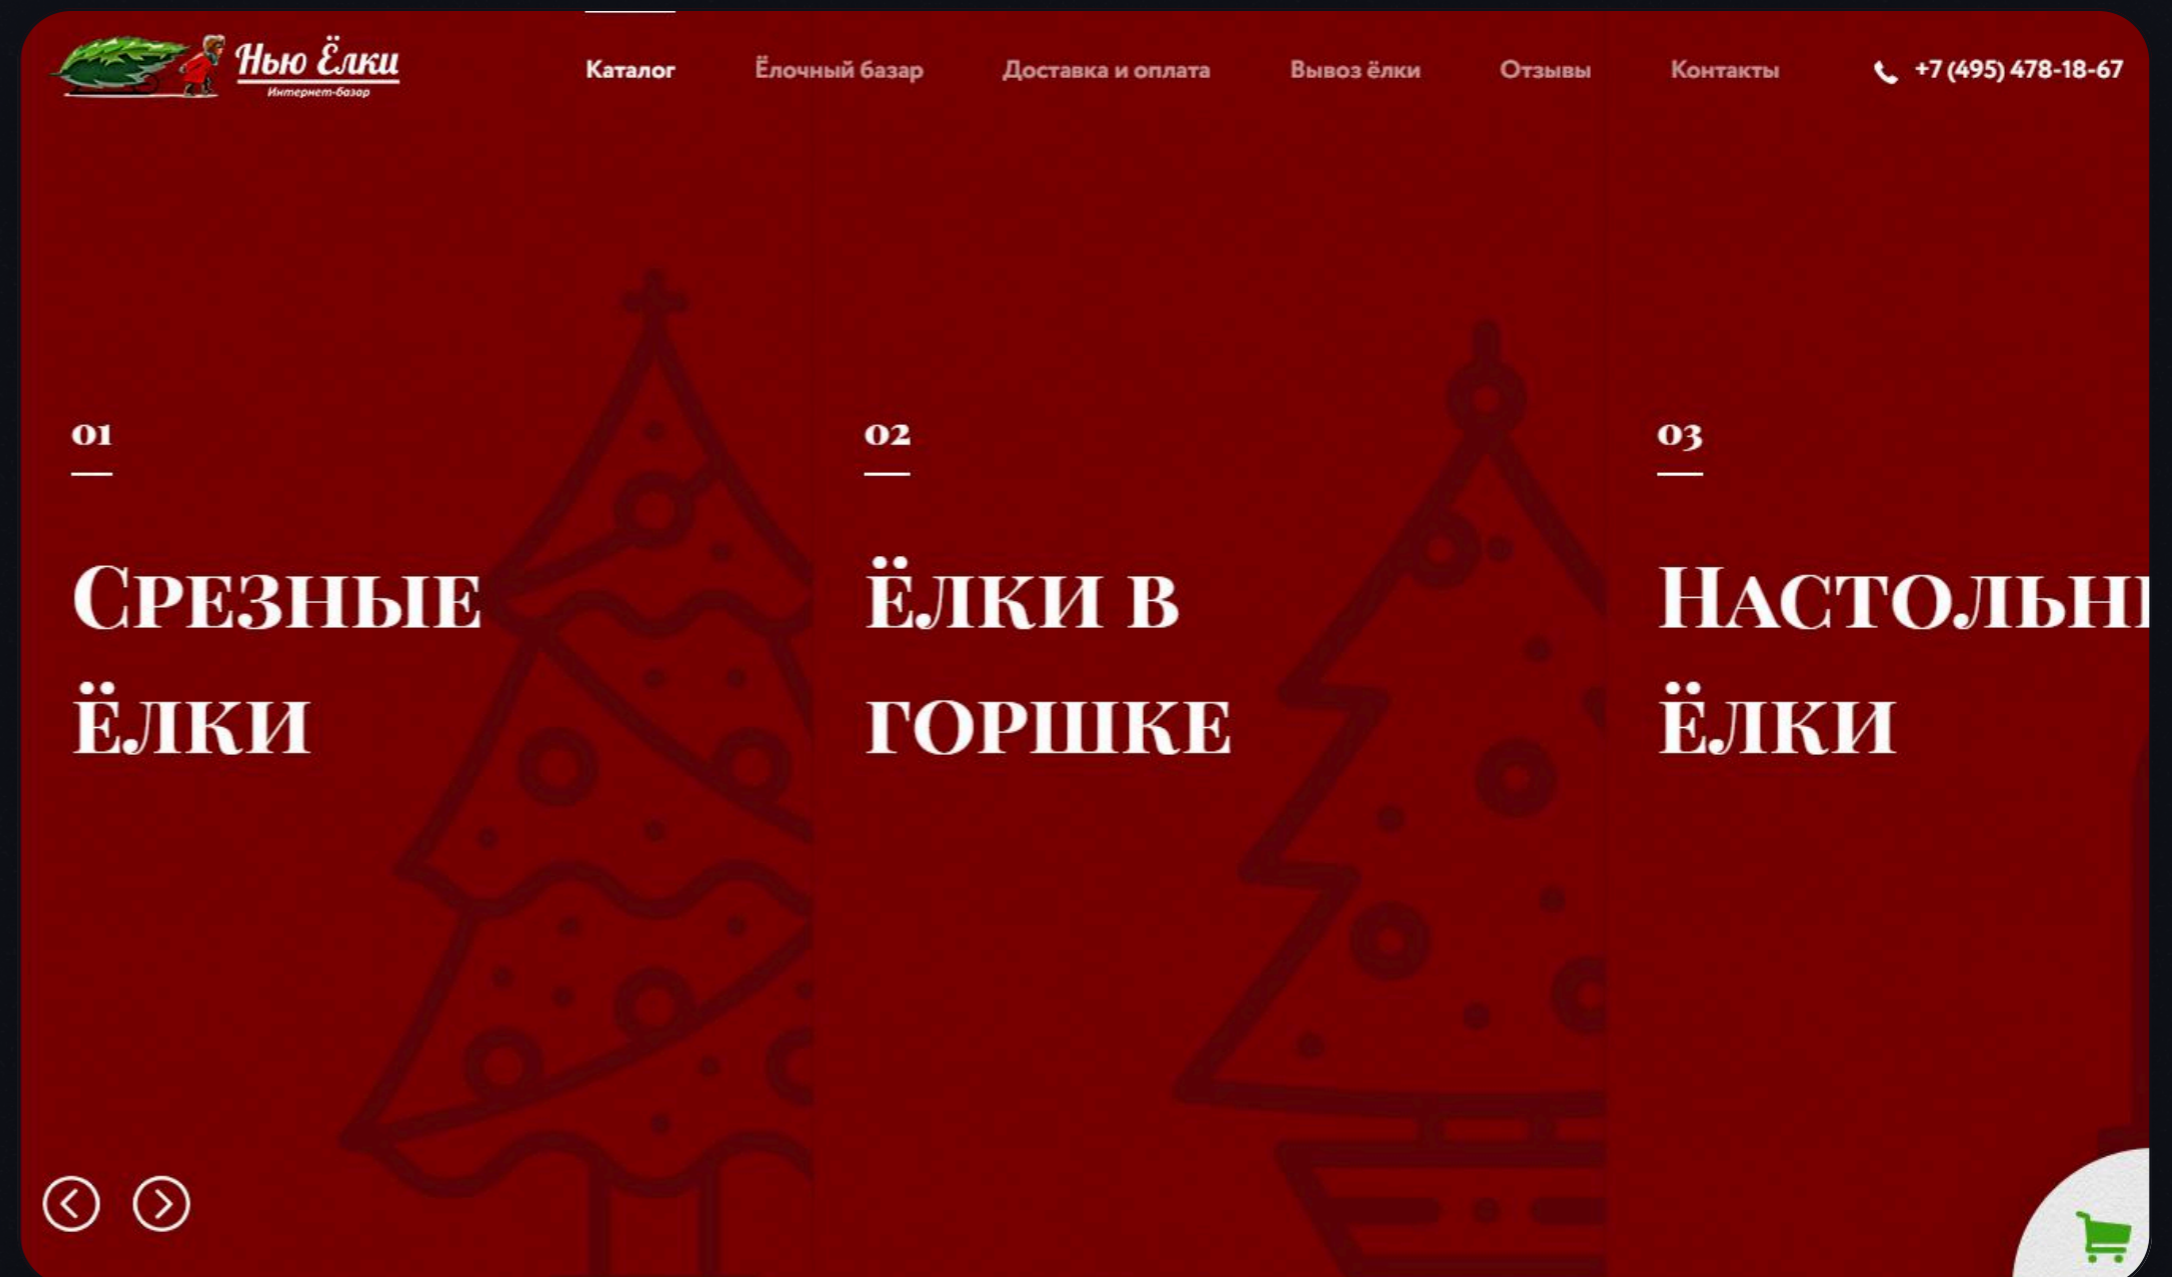 Нью Ёлки
Интернет-базар
Каталог
Ёлочный базар
Доставка и оплата
Вывоз ёлки
Отзывы
Контакты
+7 (495) 478-18-67
01
Срезные
ёлки
02
Ёлки в
горшке
03
ёлки